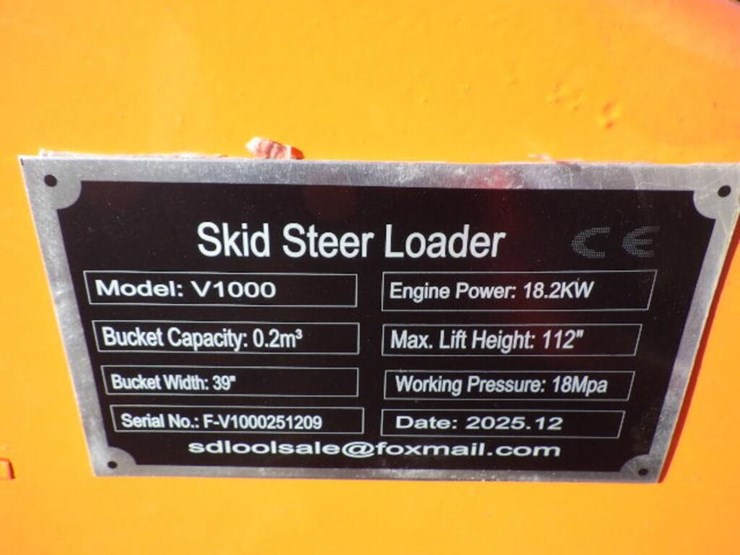 Skid Steer Loader CE
Model: V1000 Engine Power: 18.2KW
Bucket Capacity: 0.2m³ Max. Lift Height: 112"
Bucket Width: 39" Working Pressure: 18Mpa
Serial No.: F-V1000251209 Date: 2025.12
sdloolsale@foxmail.com